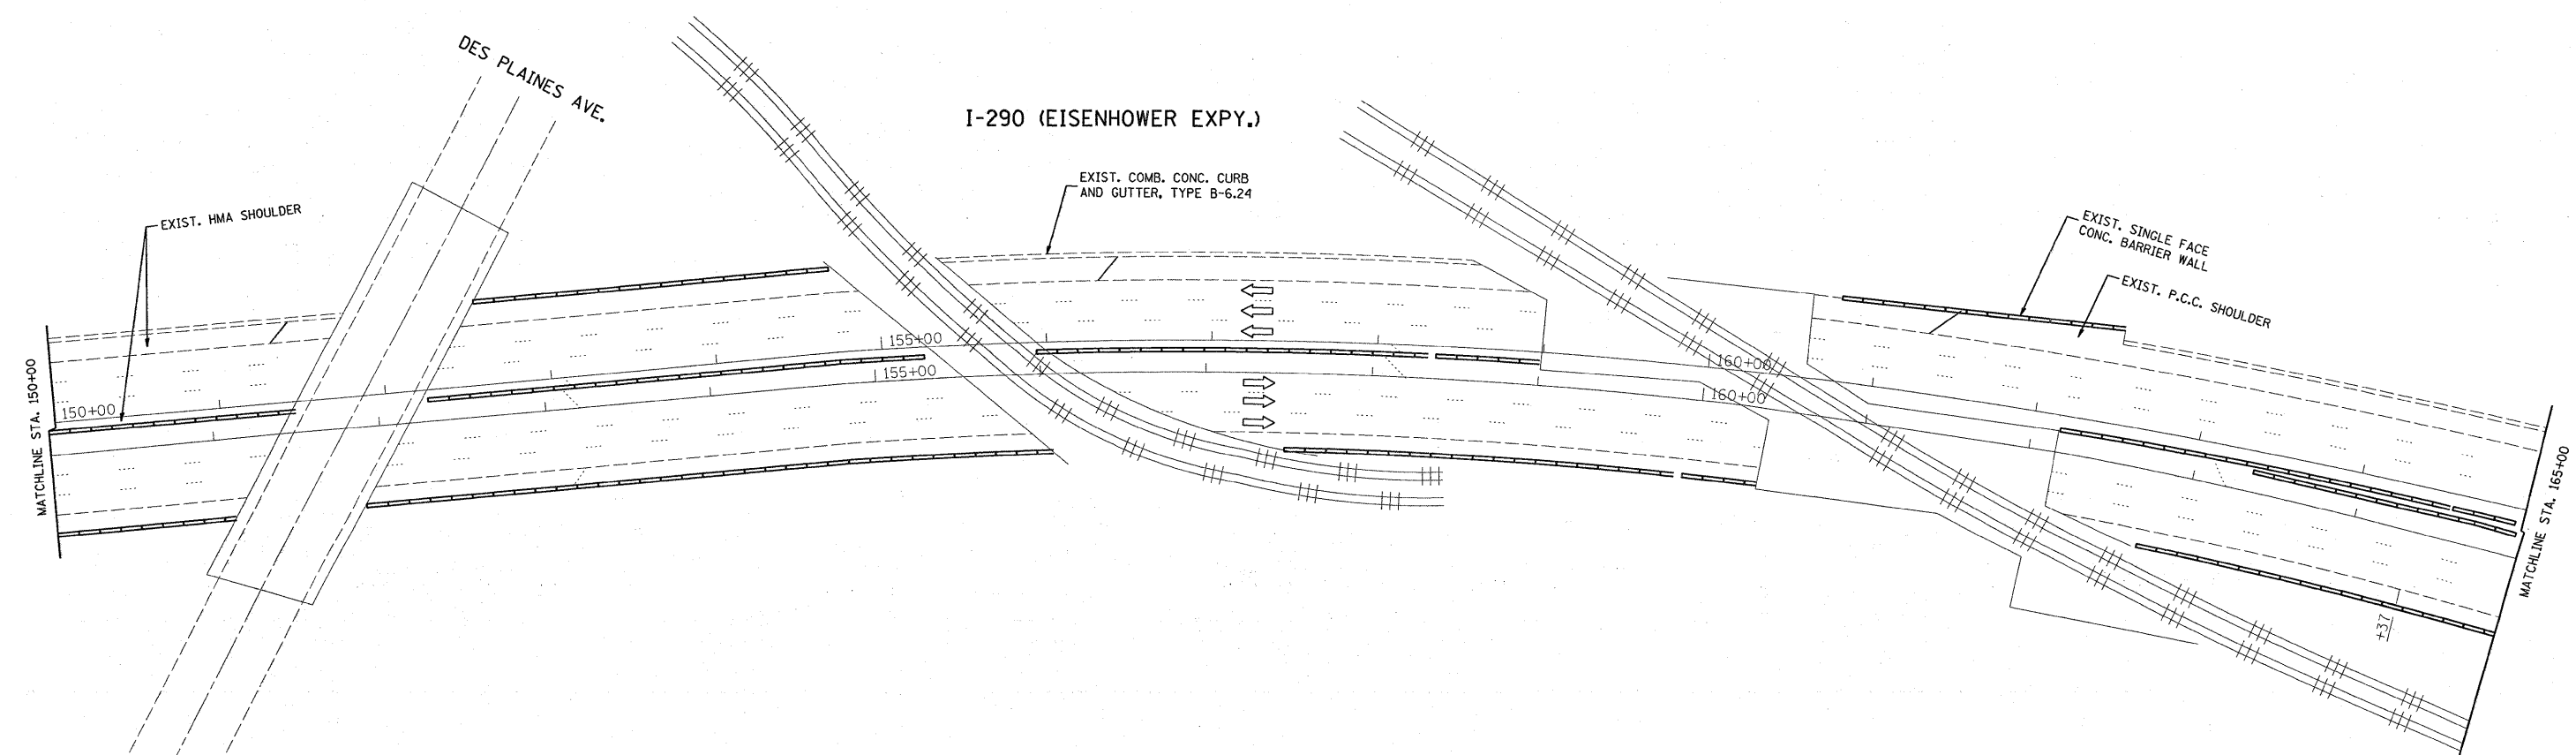 DES PLAINES AVE.
I-290 (EISENHOWER EXPY.)
EXIST. COMB. CONC. CURB
AND GUTTER, TYPE B-6.24
EXIST. HMA SHOULDER
EXIST. SINGLE FACE
CONC. BARRIER WALL
EXIST. P.C.C. SHOULDER
MATCHLINE STA. 150+00
150+00
155+00
155+00
160+00
160+00
+37
MATCHLINE STA. 165+00